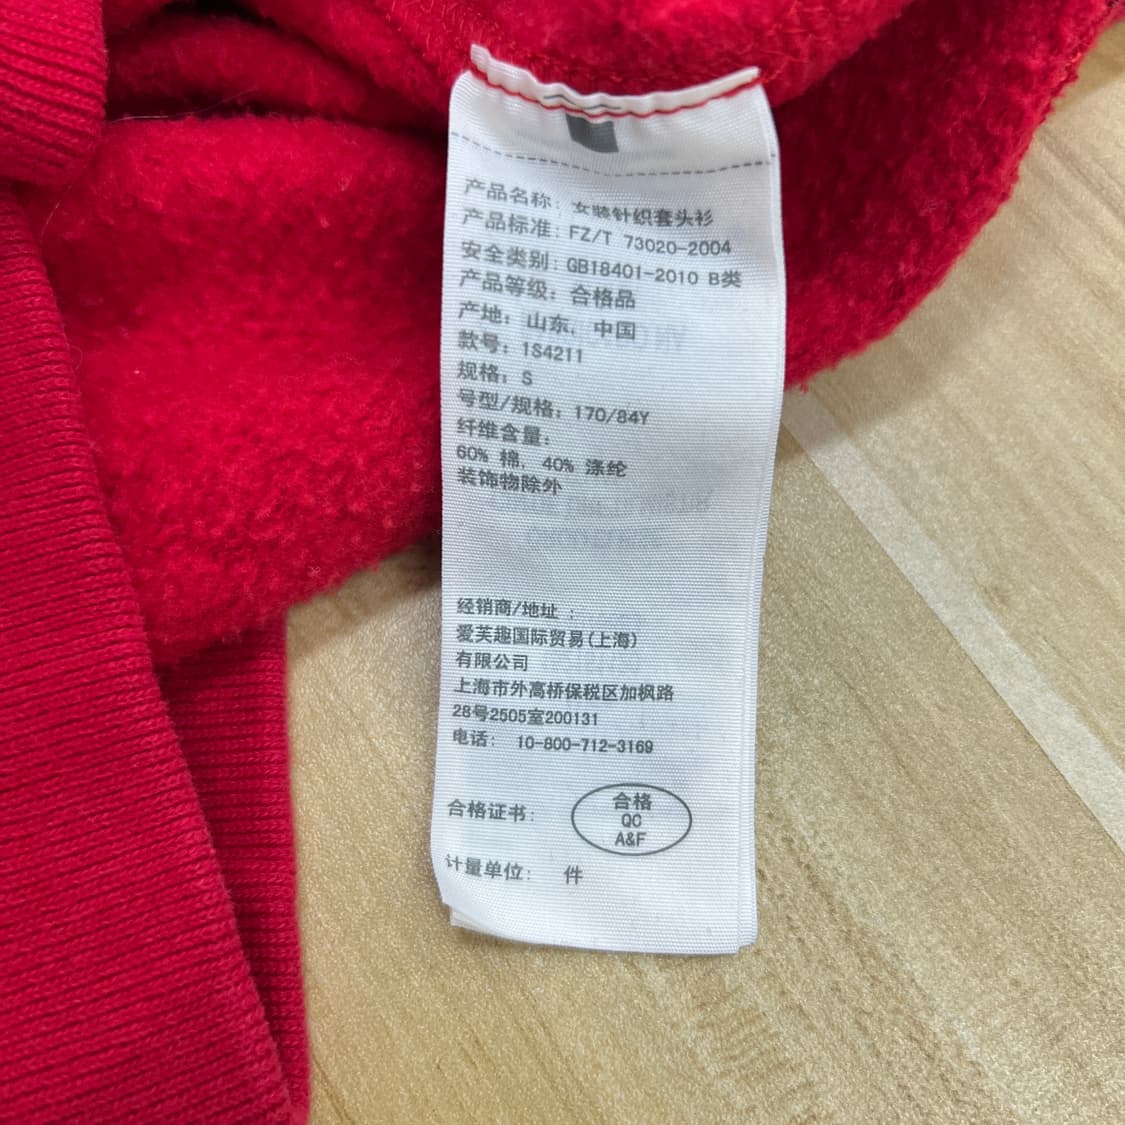 产品名称: 女装针织套头衫
产品标准: FZ/T 73020-2004
安全类别: GB18401-2010 B类
产品等级: 合格品
产地: 山东, 中国
款号: 1S4211
规格: S
号型/规格: 170/84Y
纤维含量:
60% 棉, 40% 涤纶
装饰物除外
经销商/地址 :
爱芙趣国际贸易(上海)
有限公司
上海市外高桥保税区加枫路
28号2505室200131
电话: 10-800-712-3169
合格证书:
合格
QC
A&F
计量单位: 件